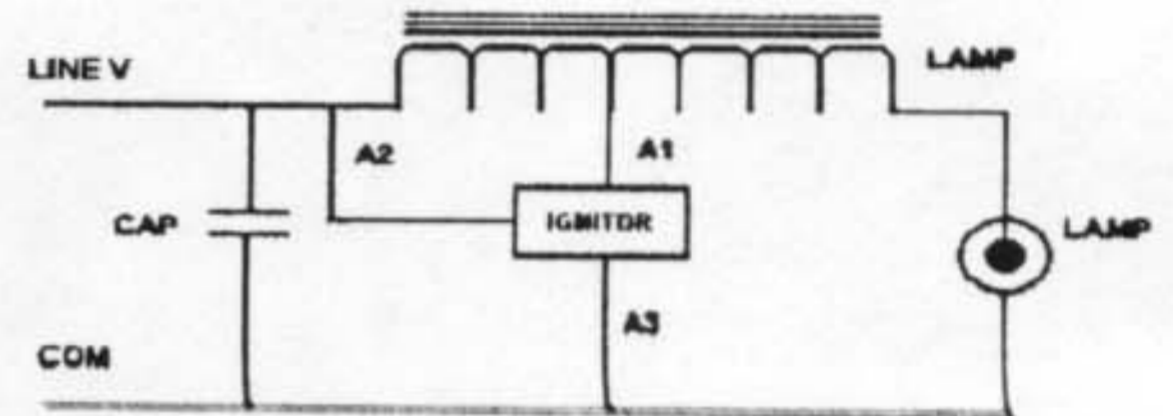 LAMP
LINE V
A2
A1
CAP
IGNITOR
LAMP
A3
COM